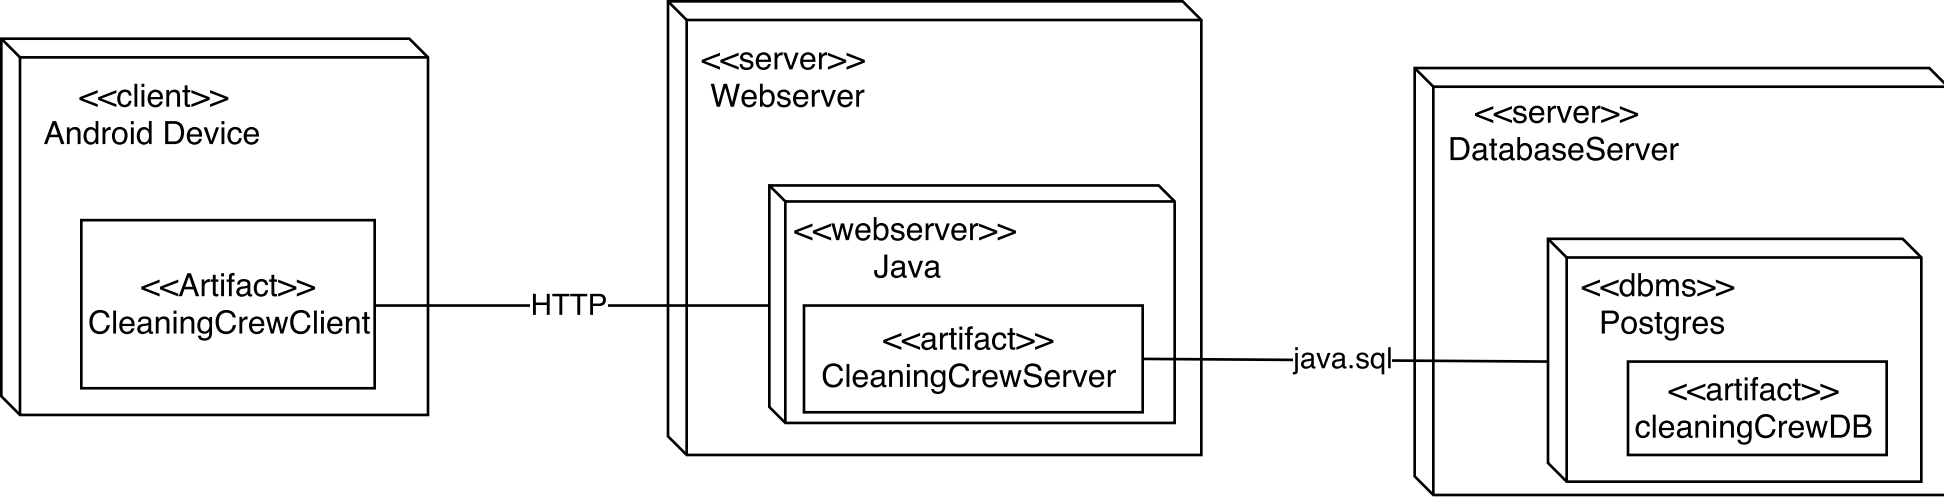 <<client>>
Android Device
<<Artifact>>
CleaningCrewClient
HTTP
<<server>>
Webserver
<<webserver>>
Java
<<artifact>>
CleaningCrewServer
java.sql
<<server>>
DatabaseServer
<<dbms>>
Postgres
<<artifact>>
cleaningCrewDB